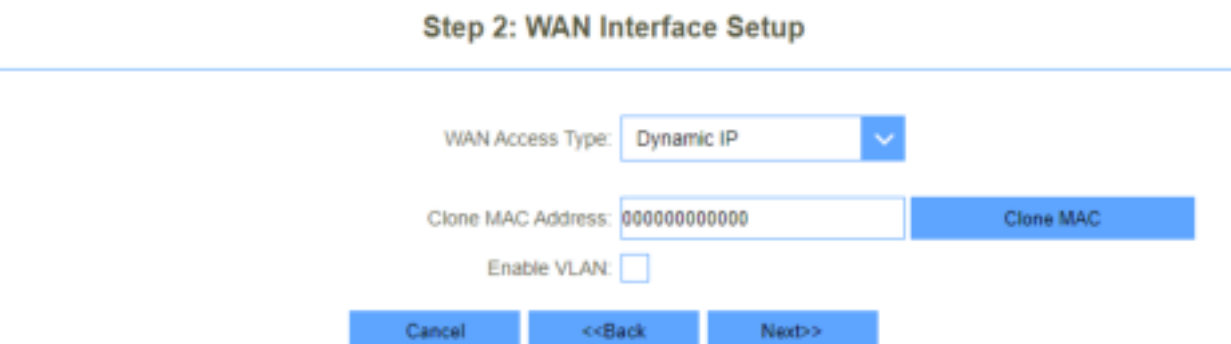 Step 2: WAN Interface Setup
WAN Access Type: Dynamic IP
Clone MAC Address: 000000000000 Clone MAC
Enable VLAN:
Cancel <<Back Next>>